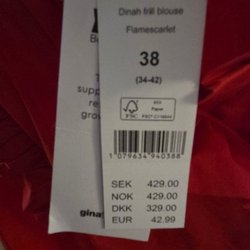 Dinah frill blouse
Flamescarlet
38
(34-42)
FSC
Paper
1079634940388
SEK 429.00
NOK 429.00
DKK 329.00
EUR 42.99
gina